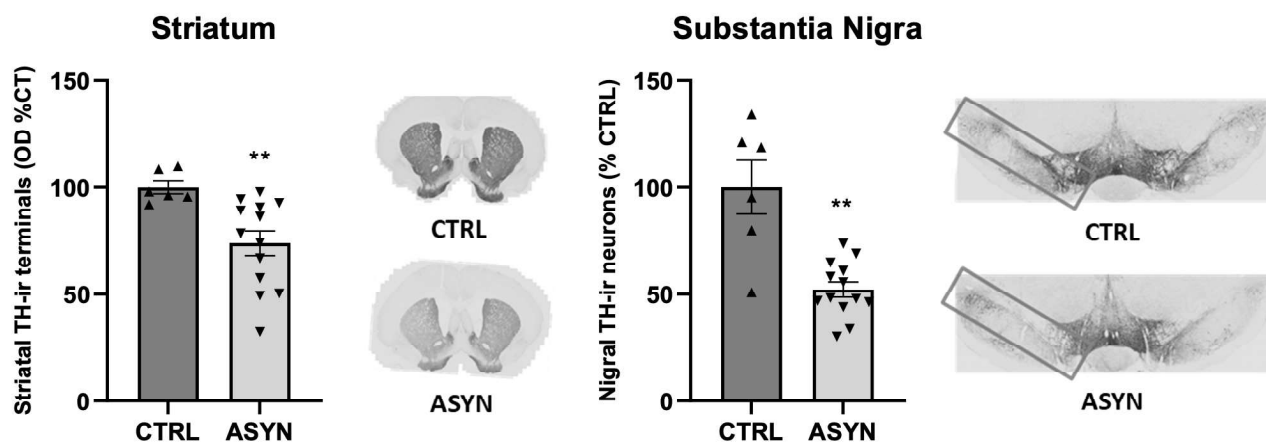 Striatum
Striatal TH-ir terminals (OD %CT)
150
100
50
0
**
CTRL
ASYN
CTRL
ASYN
Substantia Nigra
Nigral TH-ir neurons (% CTRL)
150
100
50
0
**
CTRL
ASYN
CTRL
ASYN